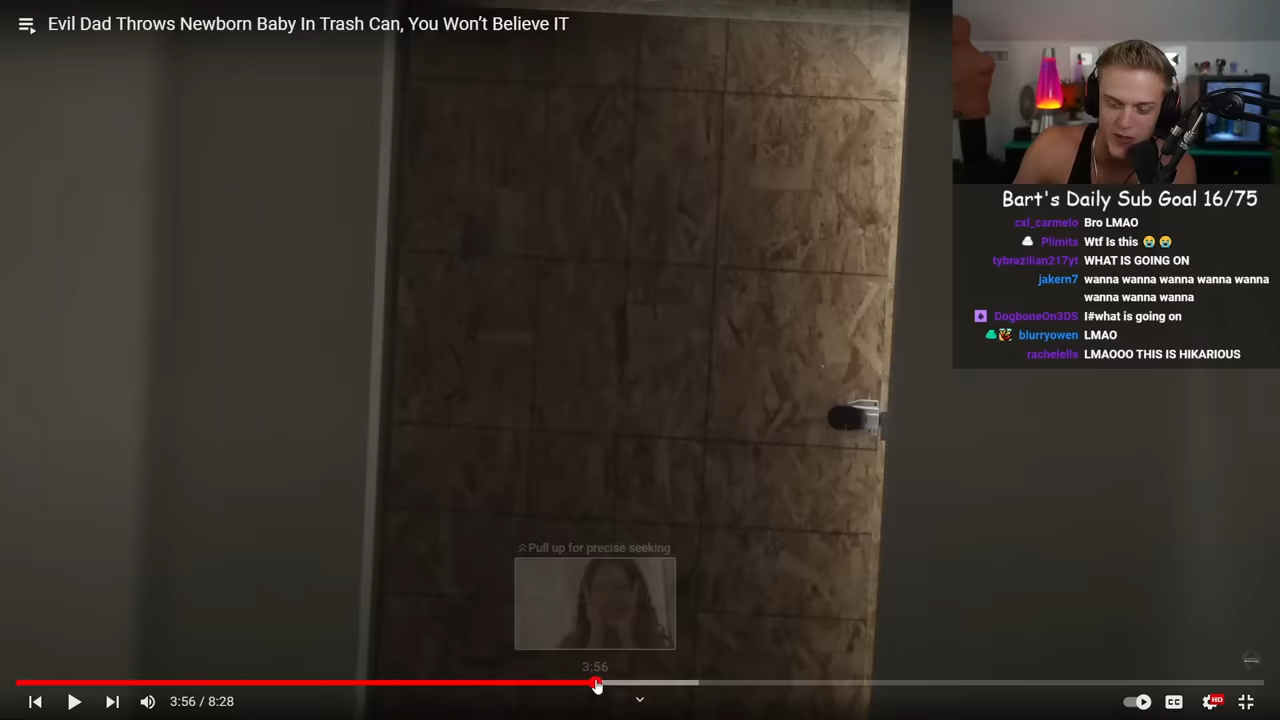 Evil Dad Throws Newborn Baby In Trash Can, You Won’t Believe IT
Bart's Daily Sub Goal 16/75
cxl_carmelo Bro LMAO
Plimits Wtf Is this 😭😭
tybrazilian217yt WHAT IS GOING ON
jakern7 wanna wanna wanna wanna wanna
wanna wanna wanna
DogboneOn3DS I#what is going on
blurryowen LMAO
rachelells LMAOOO THIS IS HIKARIOUS
Pull up for precise seeking
3:56
3:56 / 8:28
CC
HD